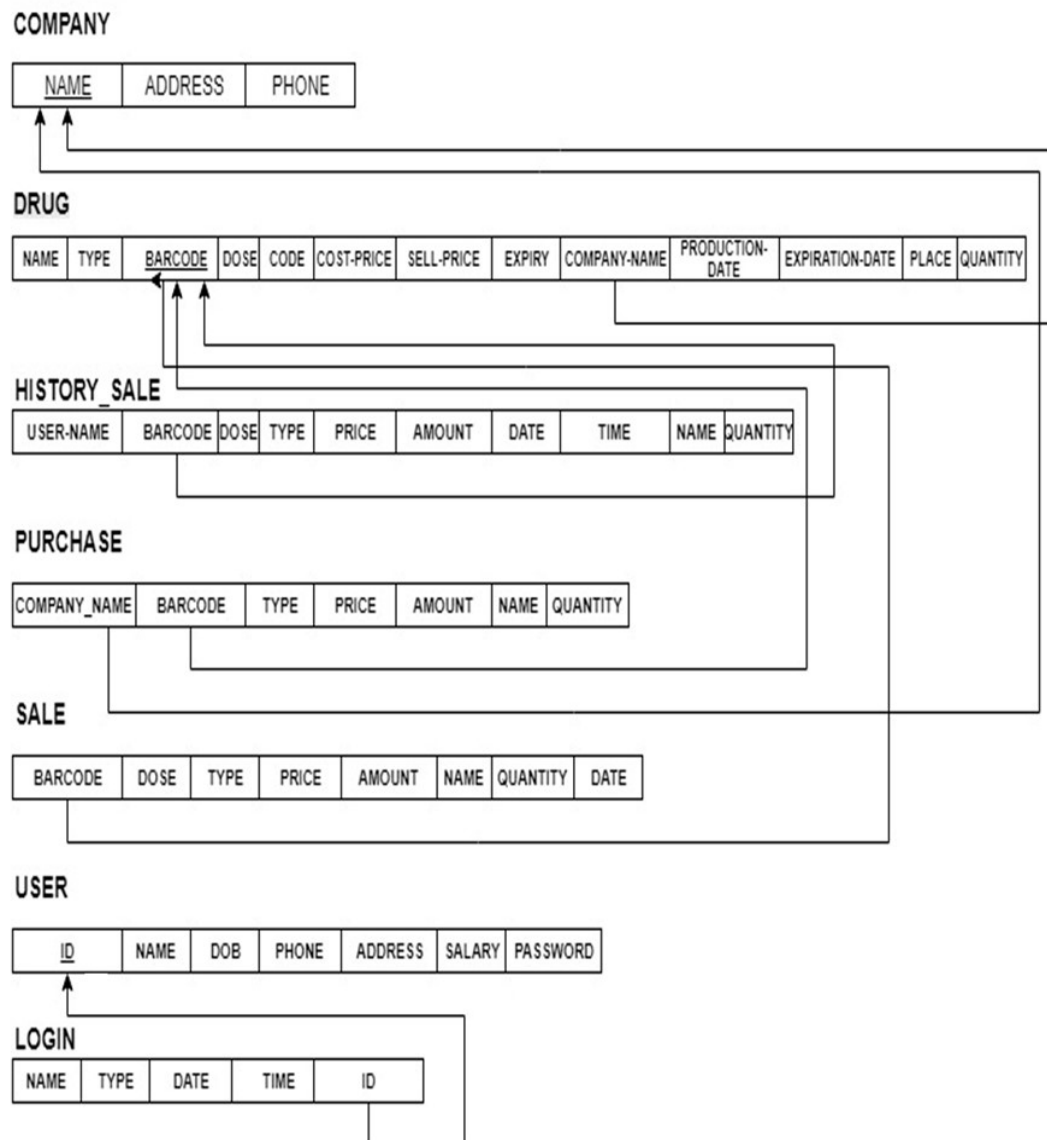 COMPANY
NAME ADDRESS PHONE
DRUG
NAME TYPE BARCODE DOSE CODE COST-PRICE SELL-PRICE EXPIRY COMPANY-NAME PRODUCTION-DATE EXPIRATION-DATE PLACE QUANTITY
HISTORY_SALE
USER-NAME BARCODE DOSE TYPE PRICE AMOUNT DATE TIME NAME QUANTITY
PURCHASE
COMPANY_NAME BARCODE TYPE PRICE AMOUNT NAME QUANTITY
SALE
BARCODE DOSE TYPE PRICE AMOUNT NAME QUANTITY DATE
USER
ID NAME DOB PHONE ADDRESS SALARY PASSWORD
LOGIN
NAME TYPE DATE TIME ID